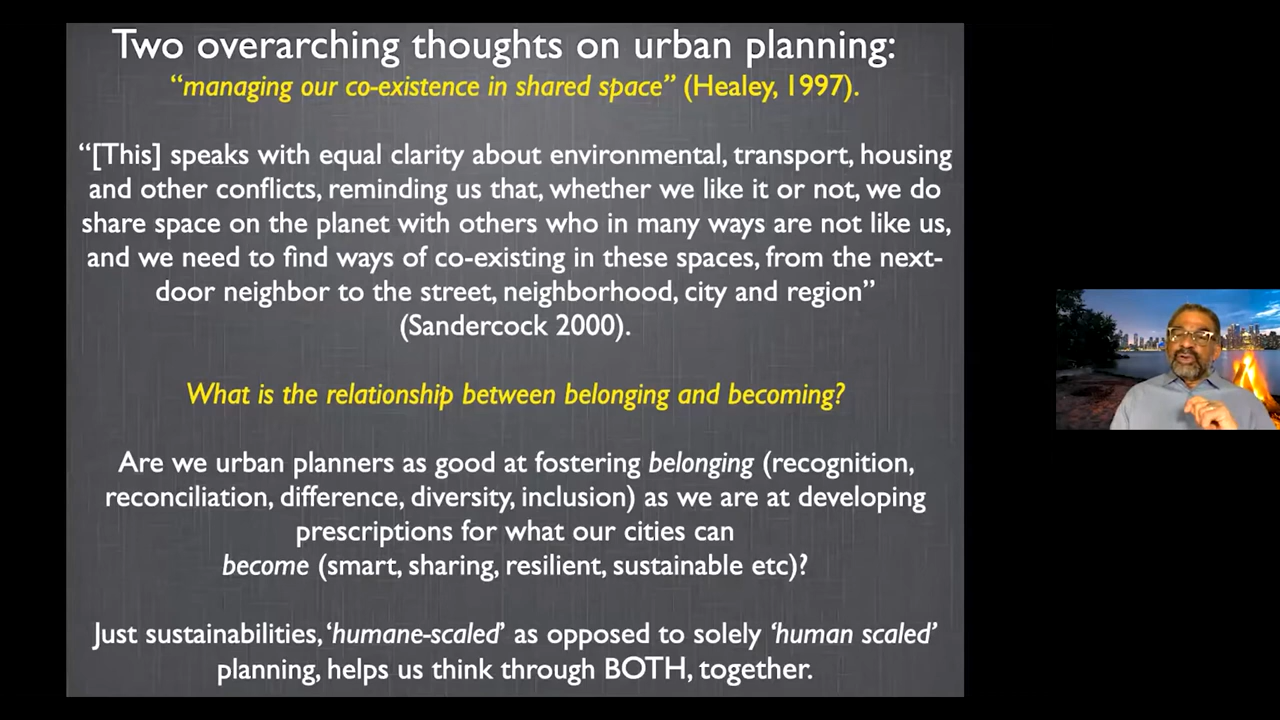 Two overarching thoughts on urban planning:
“managing our co-existence in shared space” (Healey, 1997).
“[This] speaks with equal clarity about environmental, transport, housing
and other conflicts, reminding us that, whether we like it or not, we do
share space on the planet with others who in many ways are not like us,
and we need to find ways of co-existing in these spaces, from the next-
door neighbor to the street, neighborhood, city and region”
(Sandercock 2000).
What is the relationship between belonging and becoming?
Are we urban planners as good at fostering belonging (recognition,
reconciliation, difference, diversity, inclusion) as we are at developing
prescriptions for what our cities can
become (smart, sharing, resilient, sustainable etc)?
Just sustainabilities, ‘humane-scaled’ as opposed to solely ‘human scaled’
planning, helps us think through BOTH, together.